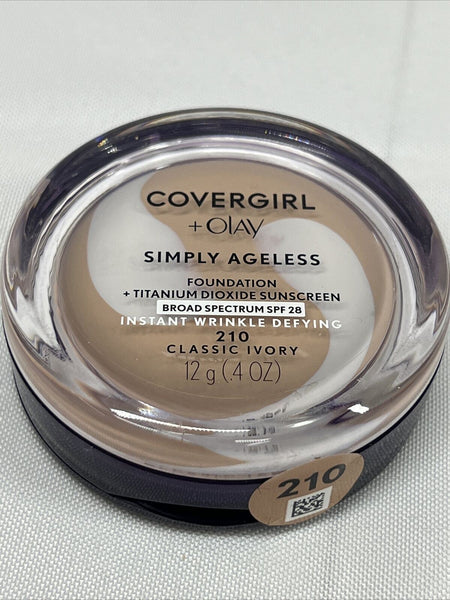 COVERGIRL
+OLAY
SIMPLY AGELESS
FOUNDATION
+ TITANIUM DIOXIDE SUNSCREEN
BROAD SPECTRUM SPF 28
INSTANT WRINKLE DEFYING
210
CLASSIC IVORY
12 g (.4 OZ)
210